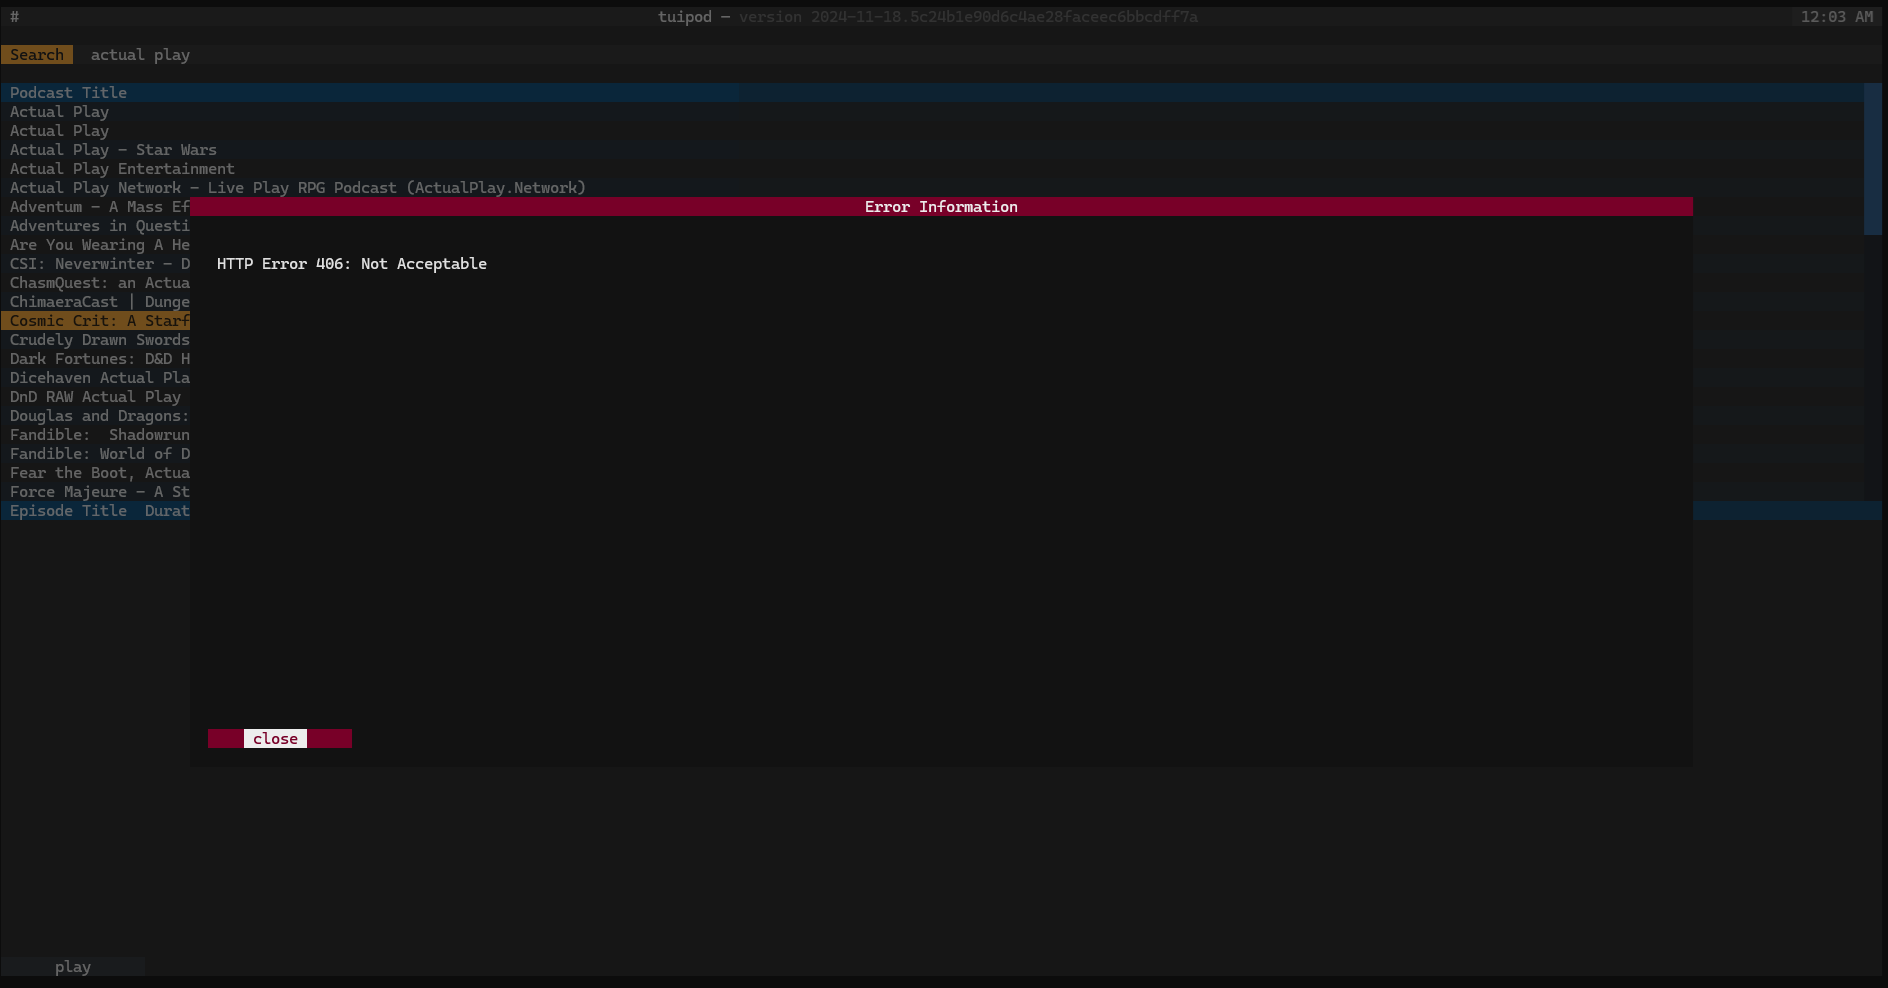 # tuipod — version 2024-11-18.5c24b1e90d6c4ae28faceec6bbcdff7a 12:03 AM
Search actual play
Podcast Title
Actual Play
Actual Play
Actual Play - Star Wars
Actual Play Entertainment
Actual Play Network - Live Play RPG Podcast (ActualPlay.Network)
Adventum - A Mass Ef
Error Information
Adventures in Questi
Are You Wearing A He
CSI: Neverwinter - D
HTTP Error 406: Not Acceptable
ChasmQuest: an Actua
ChimaeraCast | Dunge
Cosmic Crit: A Starf
Crudely Drawn Swords
Dark Fortunes: D&D H
Dicehaven Actual Pla
DnD RAW Actual Play
Douglas and Dragons:
Fandible:  Shadowrun
Fandible: World of D
Fear the Boot, Actua
Force Majeure - A St
Episode Title  Durat
close
play